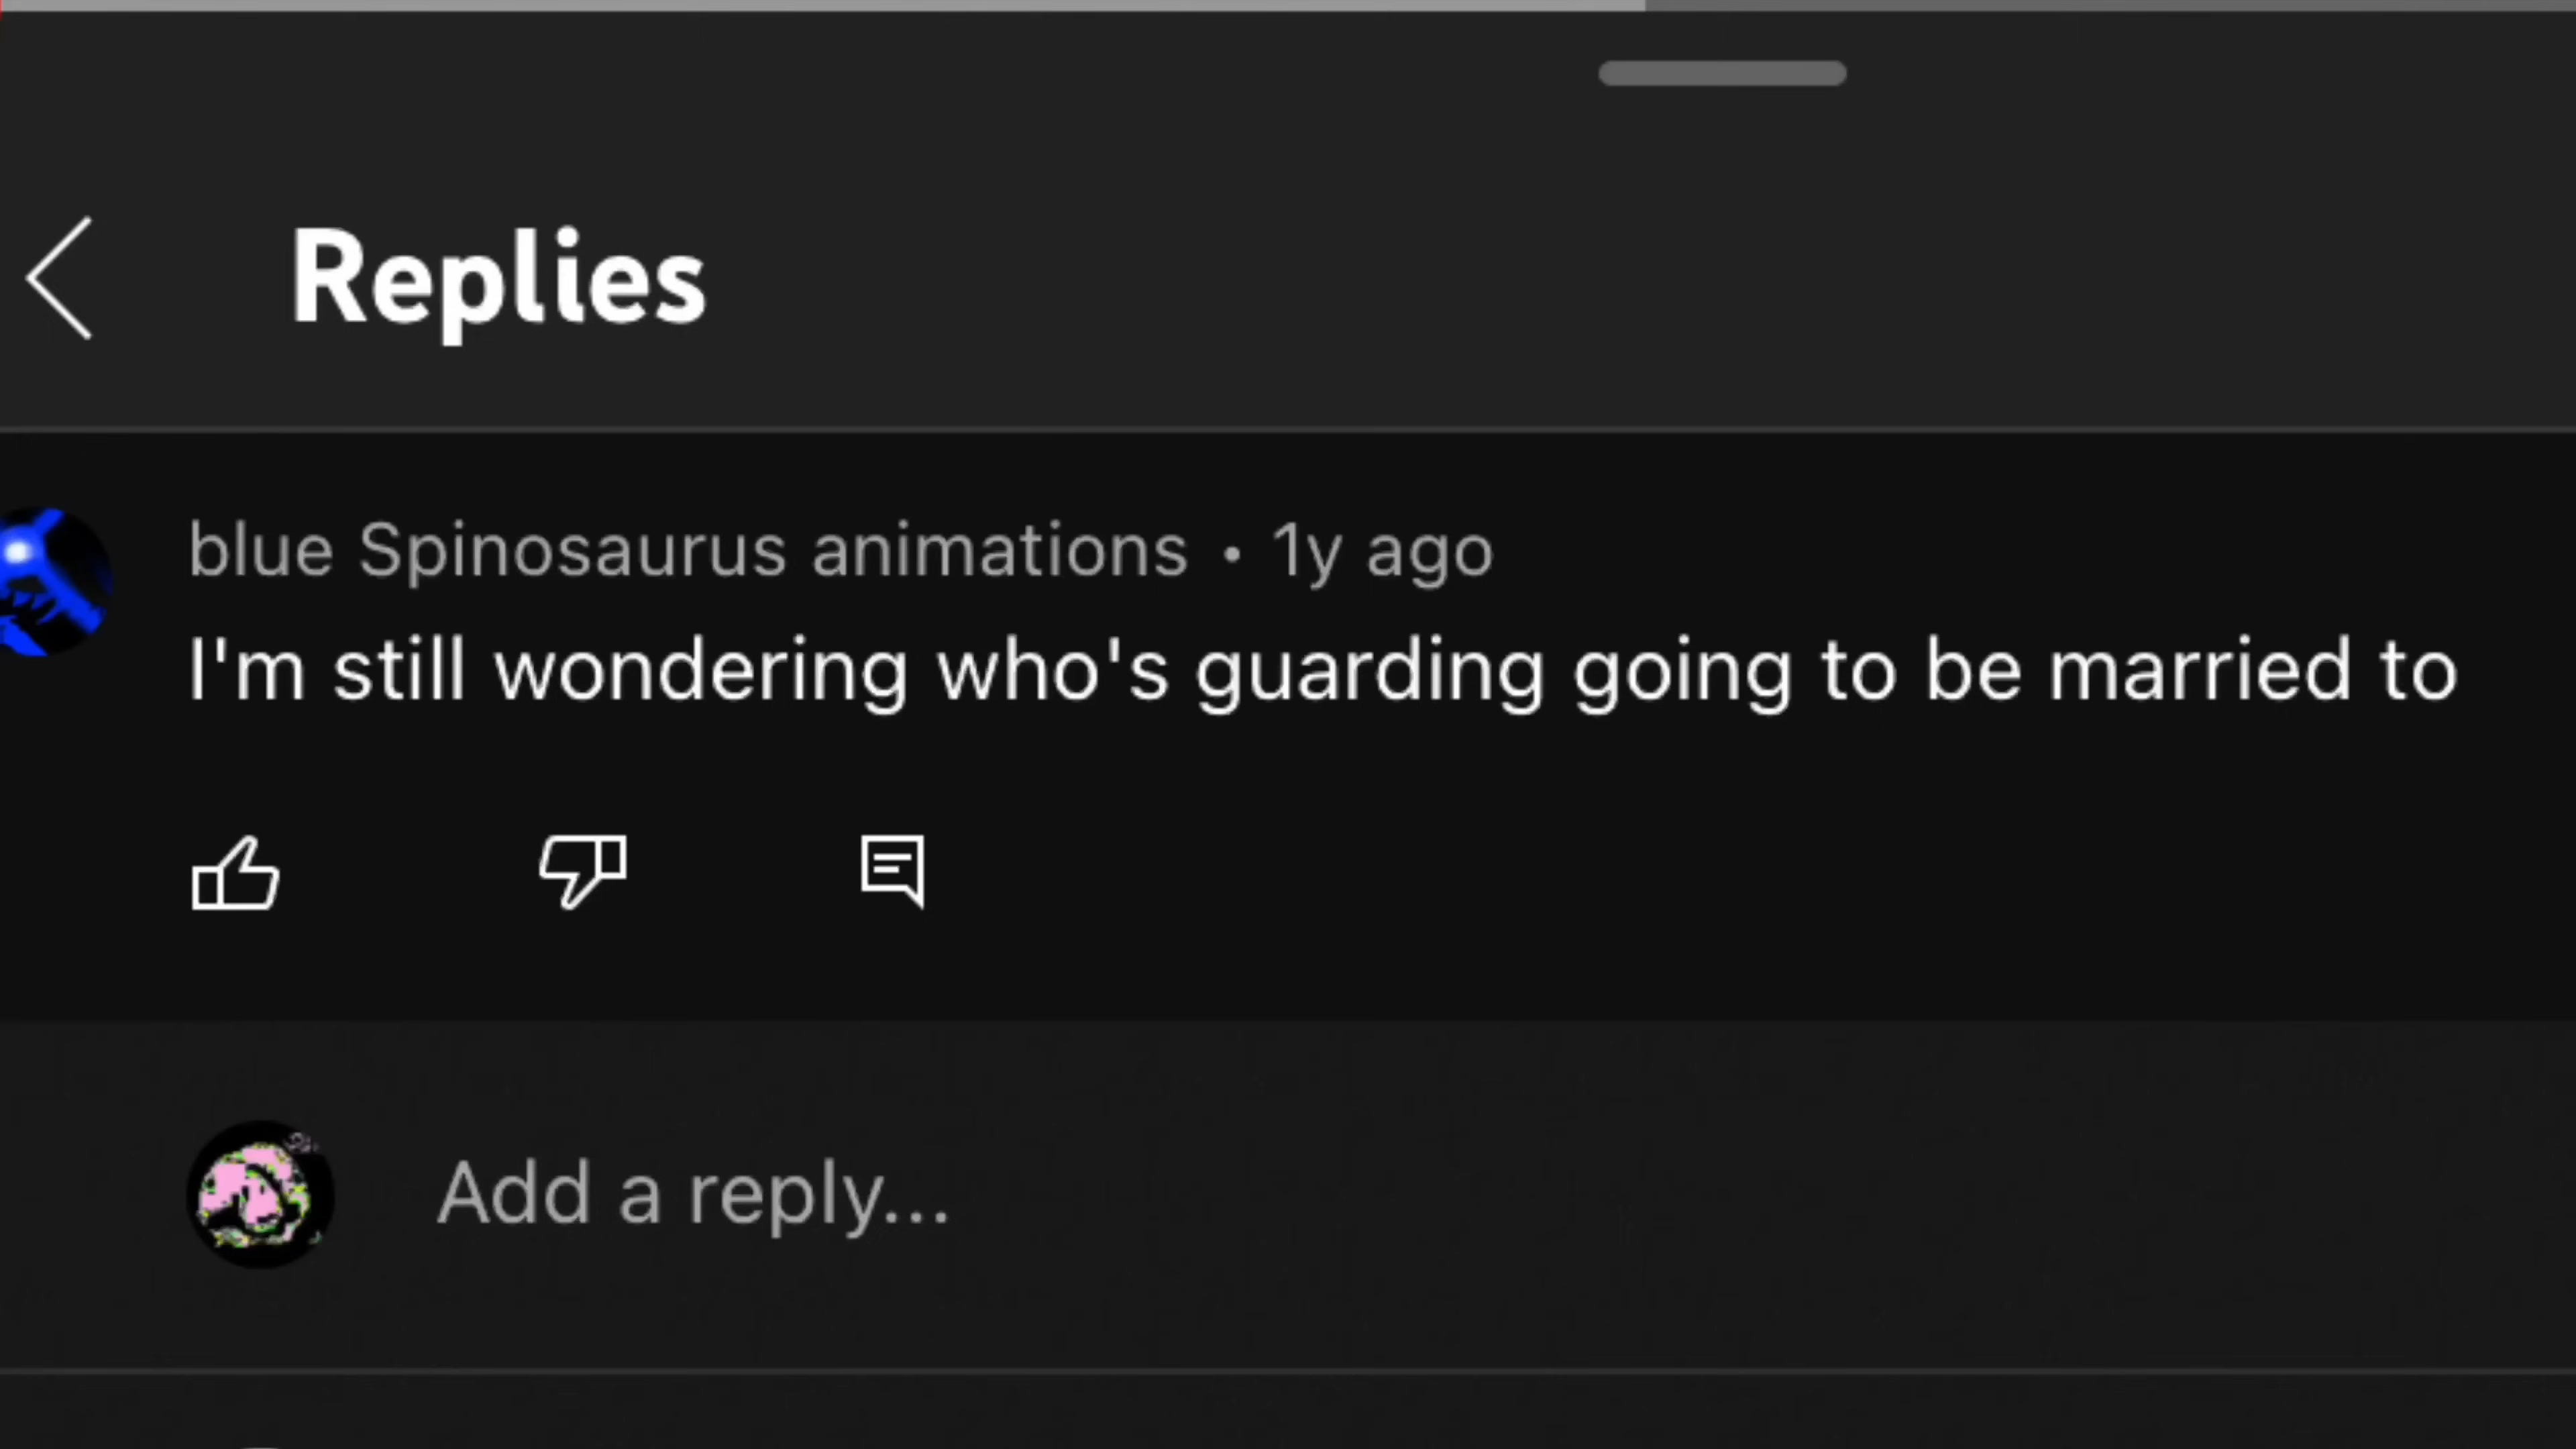 Replies
blue Spinosaurus animations • 1y ago
I'm still wondering who's guarding going to be married to
Add a reply...